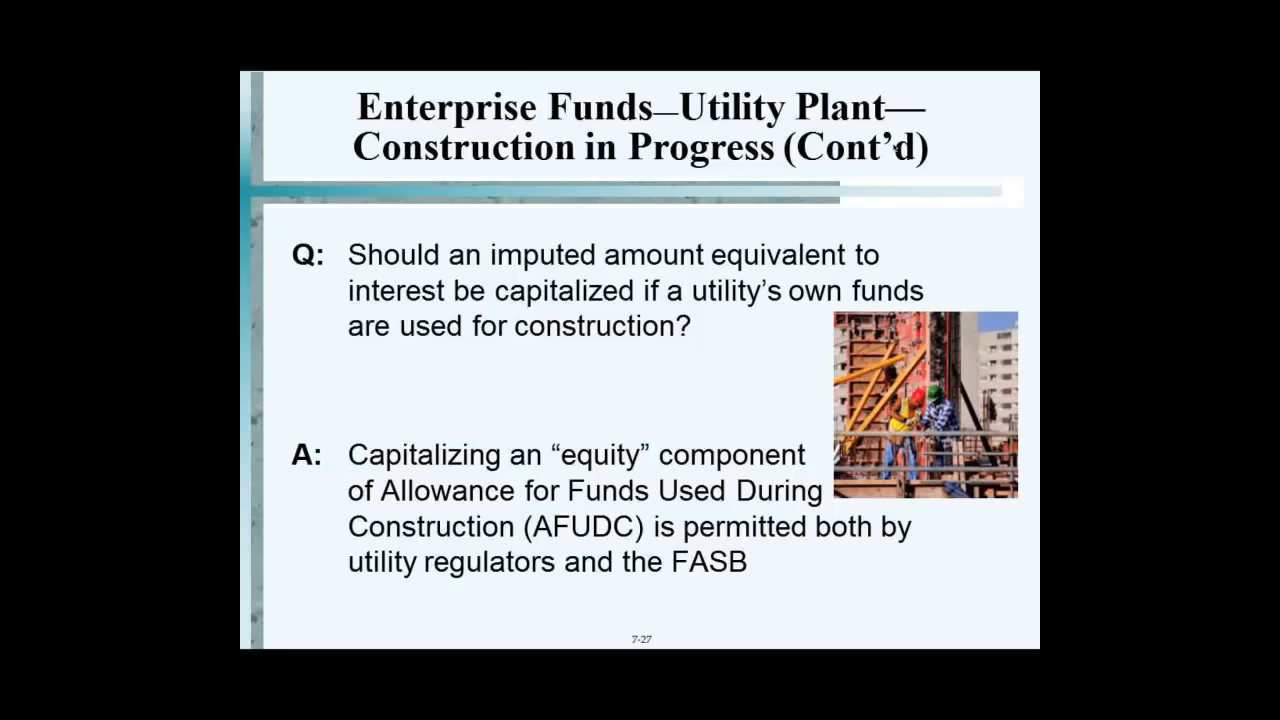 Enterprise Funds—Utility Plant—
Construction in Progress (Cont’d)
Q: Should an imputed amount equivalent to
interest be capitalized if a utility’s own funds
are used for construction?
A: Capitalizing an “equity” component
of Allowance for Funds Used During
Construction (AFUDC) is permitted both by
utility regulators and the FASB
7-27